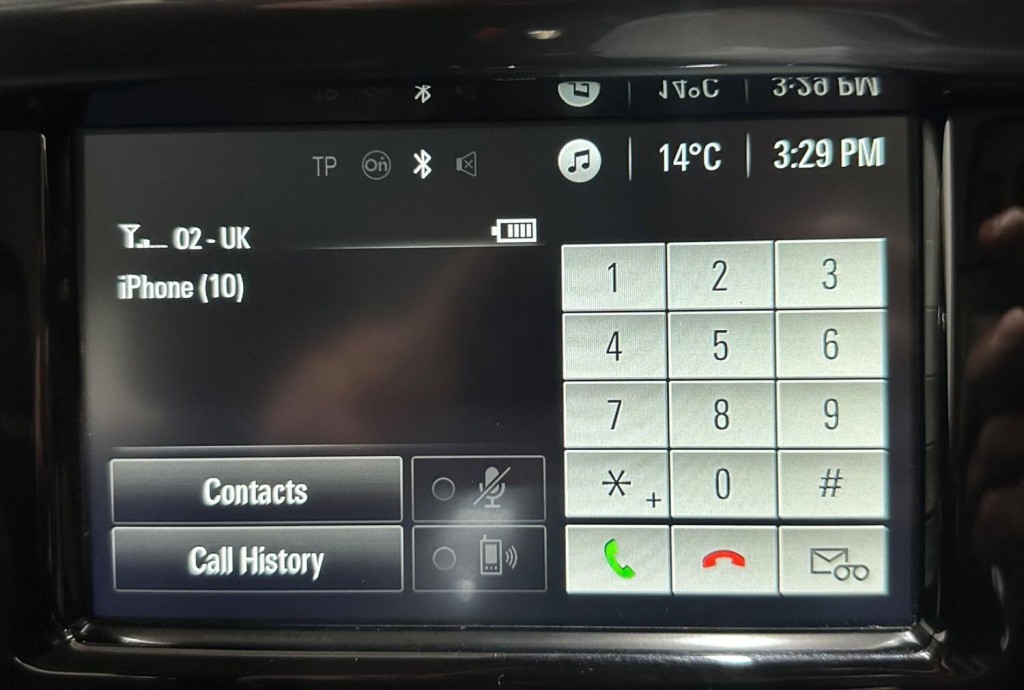 TP On 14°C 3:29 PM
02 - UK
iPhone (10)
1 2 3
4 5 6
7 8 9
* + 0 #
Contacts
Call History